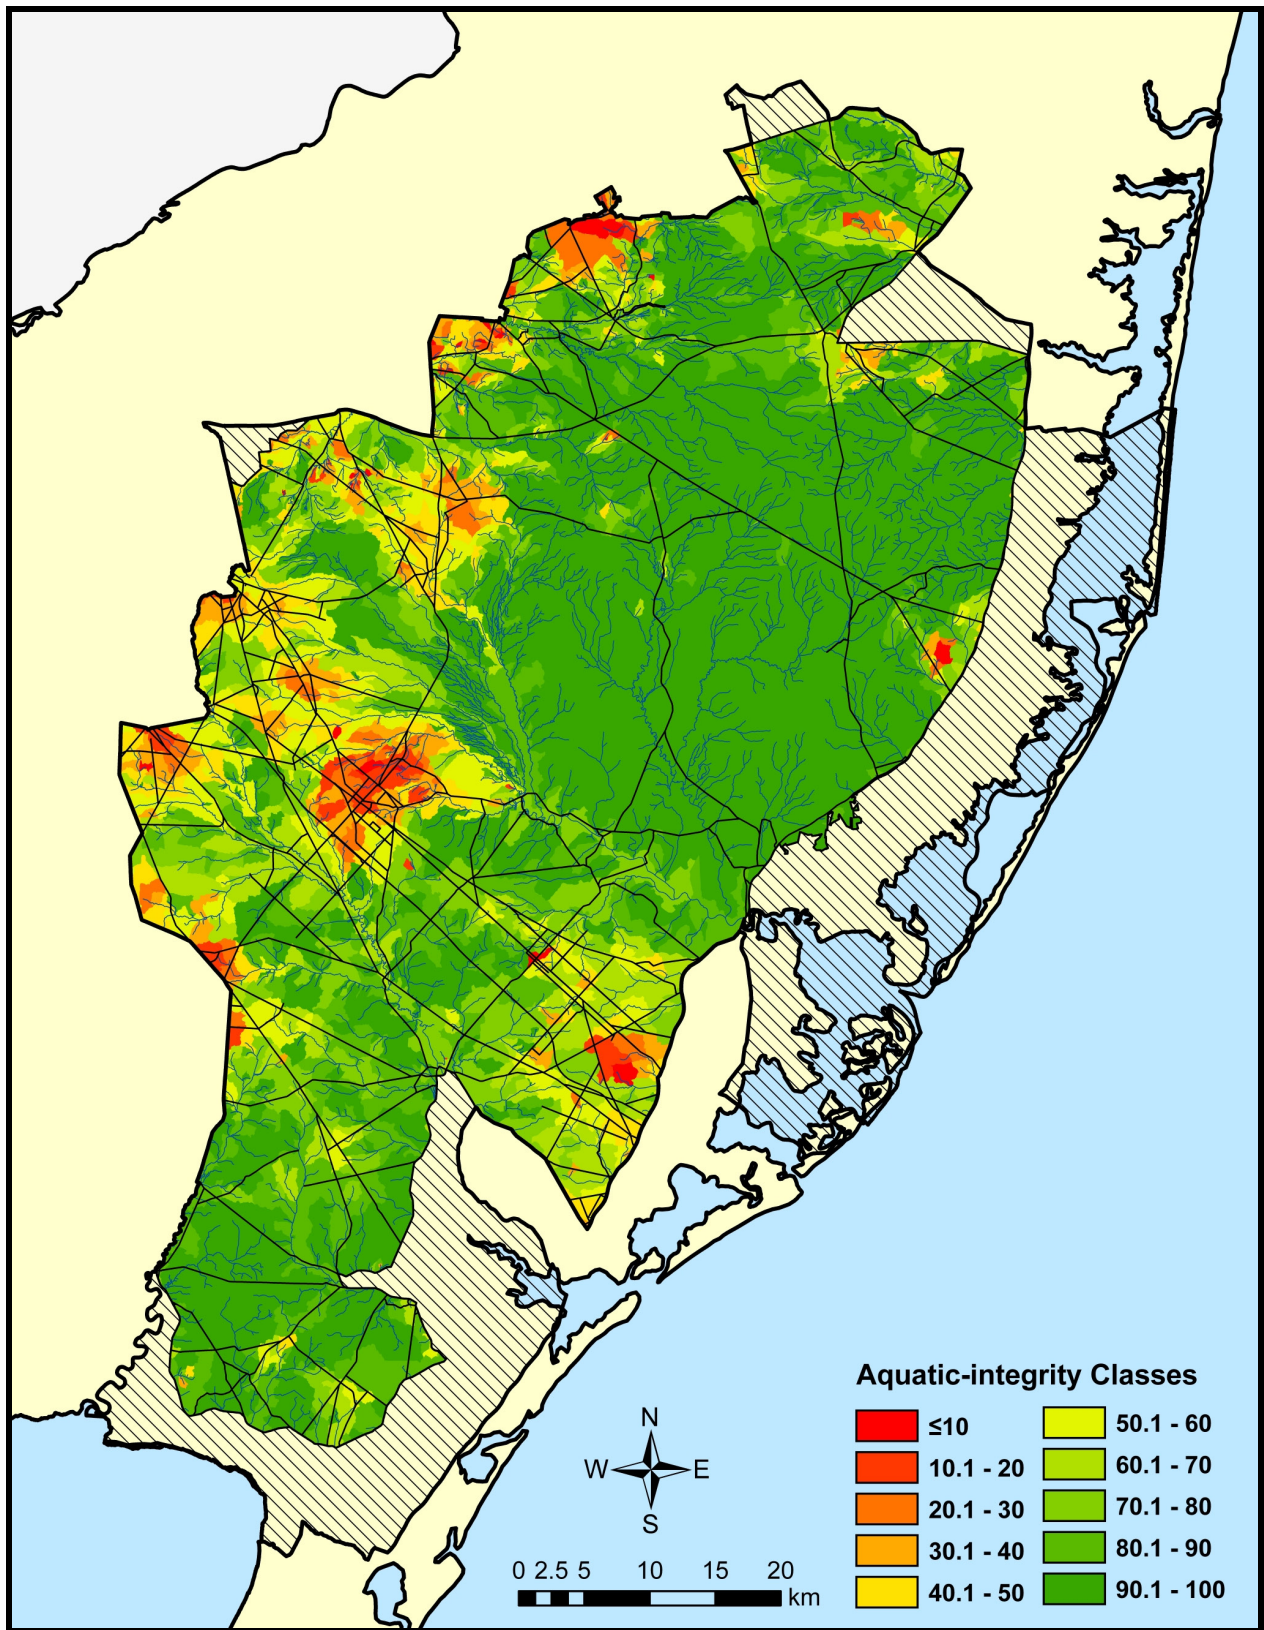 Aquatic-integrity Classes
≤10
10.1 - 20
20.1 - 30
30.1 - 40
40.1 - 50
50.1 - 60
60.1 - 70
70.1 - 80
80.1 - 90
90.1 - 100
N
W E
S
0 2.5 5 10 15 20
km